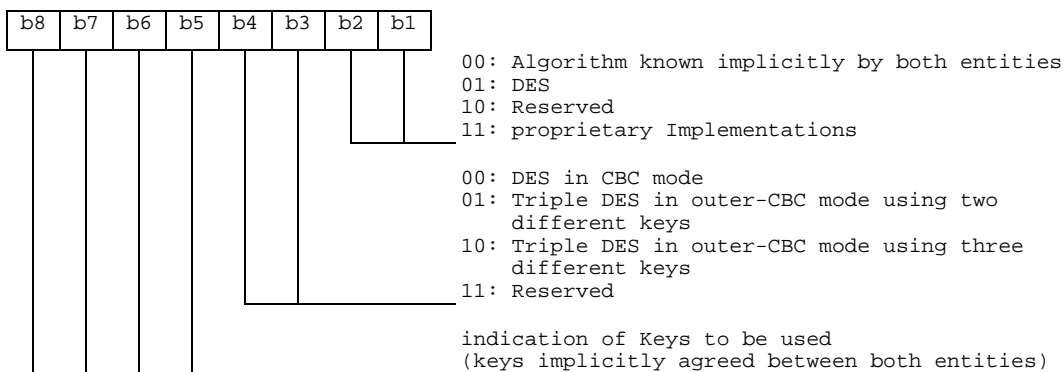 b8 b7 b6 b5 b4 b3 b2 b1
00: Algorithm known implicitly by both entities
01: DES
10: Reserved
11: proprietary Implementations
00: DES in CBC mode
01: Triple DES in outer-CBC mode using two
different keys
10: Triple DES in outer-CBC mode using three
different keys
11: Reserved
indication of Keys to be used
(keys implicitly agreed between both entities)